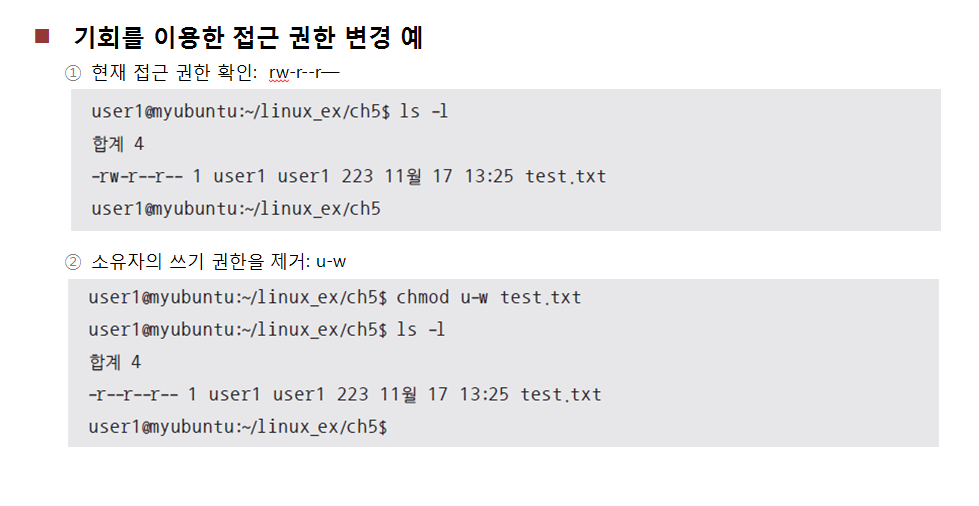 기회를 이용한 접근 권한 변경 예
① 현재 접근 권한 확인: rw-r--r—
user1@myubuntu:~/linux_ex/ch5$ ls -l
합계 4
-rw-r--r-- 1 user1 user1 223 11월 17 13:25 test.txt
user1@myubuntu:~/linux_ex/ch5
② 소유자의 쓰기 권한을 제거: u-w
user1@myubuntu:~/linux_ex/ch5$ chmod u-w test.txt
user1@myubuntu:~/linux_ex/ch5$ ls -l
합계 4
-r--r--r-- 1 user1 user1 223 11월 17 13:25 test.txt
user1@myubuntu:~/linux_ex/ch5$